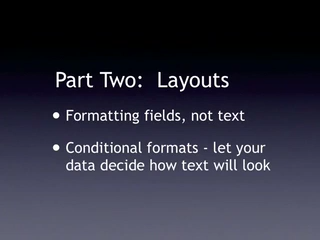 Part Two:  Layouts
• Formatting fields, not text
• Conditional formats - let your
data decide how text will look